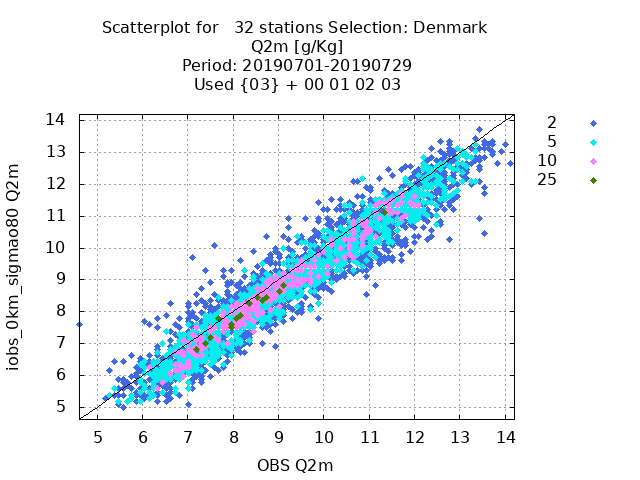 Scatterplot for   32 stations Selection: Denmark
Q2m [g/Kg]
Period: 20190701-20190729
Used {03} + 00 01 02 03
2
5
10
25
iobs_0km_sigmao80 Q2m
14
13
12
11
10
9
8
7
6
5
5 6 7 8 9 10 11 12 13 14
OBS Q2m